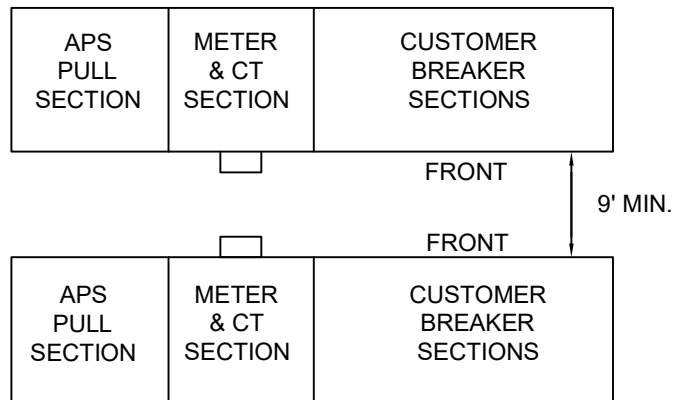 APS
PULL
SECTION
METER
& CT
SECTION
CUSTOMER
BREAKER
SECTIONS
FRONT
9' MIN.
FRONT
APS
PULL
SECTION
METER
& CT
SECTION
CUSTOMER
BREAKER
SECTIONS